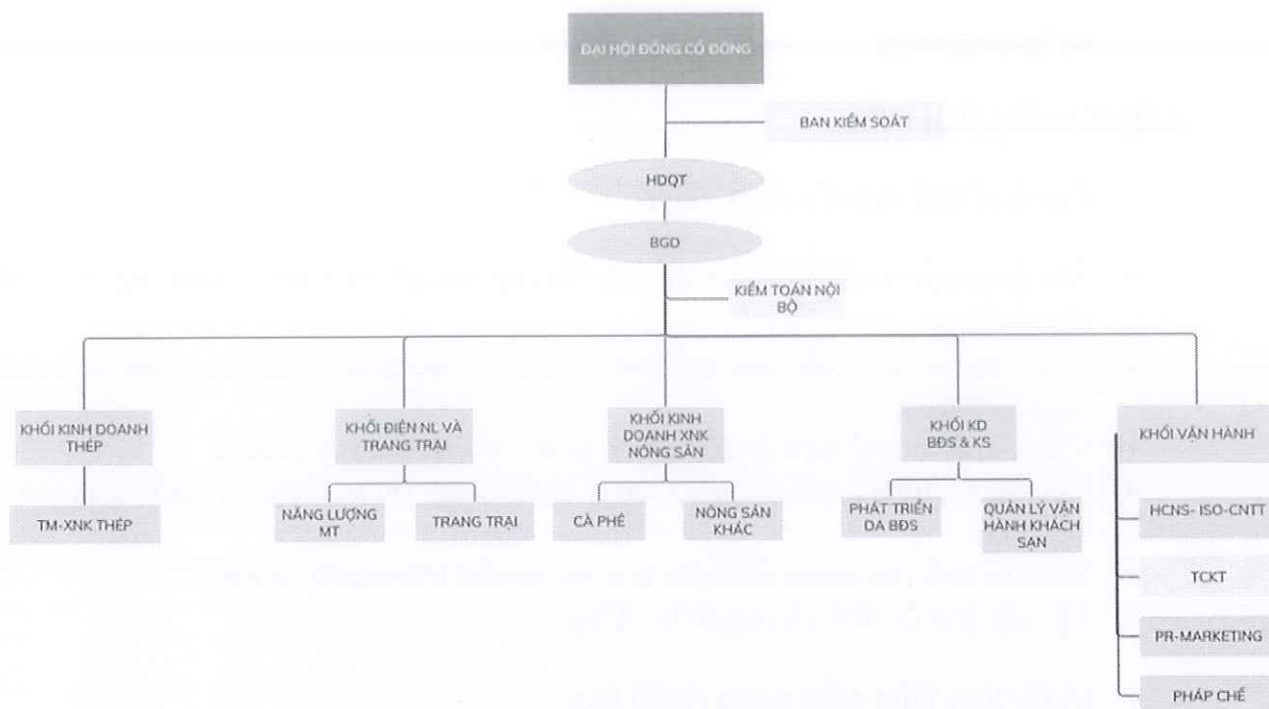 ĐẠI HỘI ĐỒNG CỔ ĐÔNG
BAN KIỂM SOÁT
HDQT
BGD
KIỂM TOÁN NỘI
BỘ
KHỐI KINH DOANH
THÉP
KHỐI ĐIỆN NL VÀ
TRANG TRẠI
KHỐI KINH
DOANH XNK
NÔNG SẢN
KHỐI KD
BĐS & KS
KHỐI VẬN HÀNH
TM-XNK THÉP
NĂNG LƯỢNG
MT
TRANG TRẠI
CÀ PHÊ
NÔNG SẢN
KHÁC
PHÁT TRIỂN
DA BĐS
QUẢN LÝ VẬN
HÀNH KHÁCH
SẠN
HCNS- ISO-CNTT
TCKT
PR-MARKETING
PHÁP CHẾ